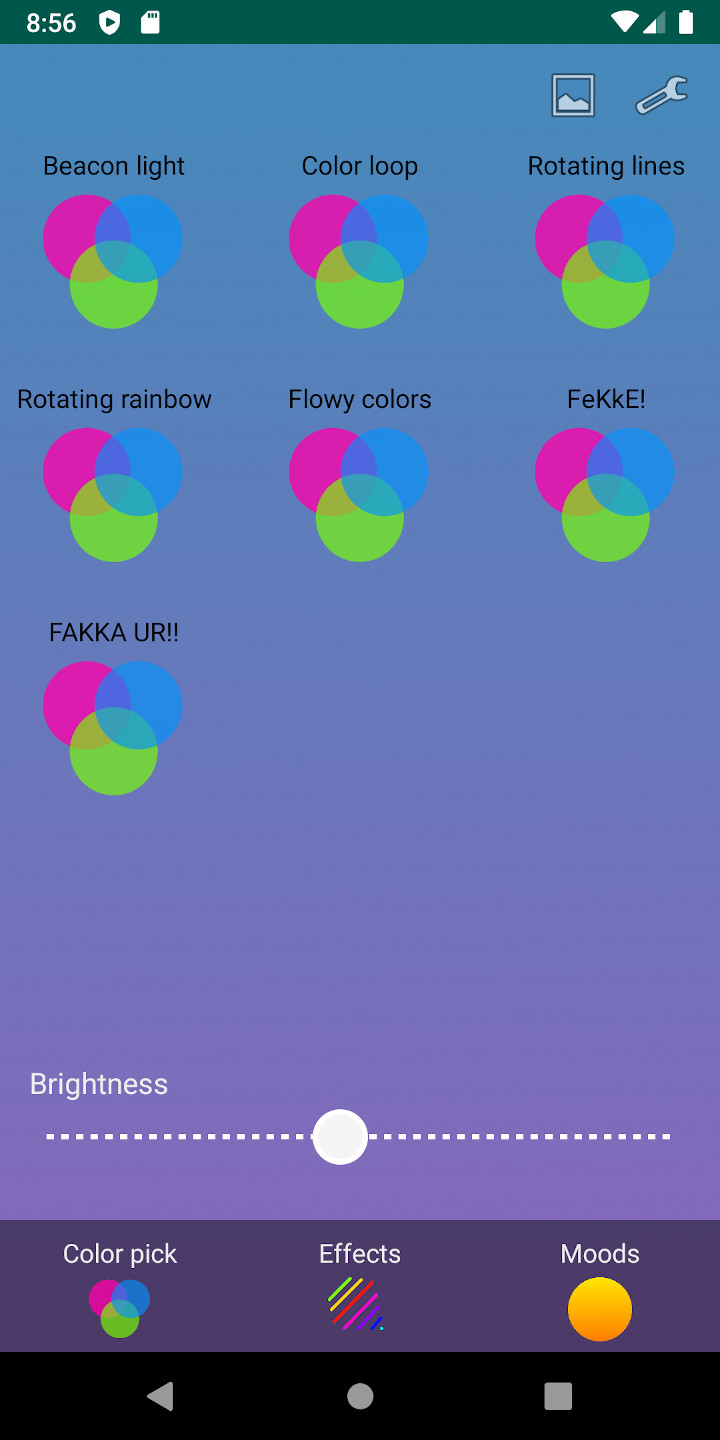 8:56
Beacon light
Color loop
Rotating lines
Rotating rainbow
Flowy colors
FeKkE!
FAKKA UR!!
Brightness
Color pick
Effects
Moods